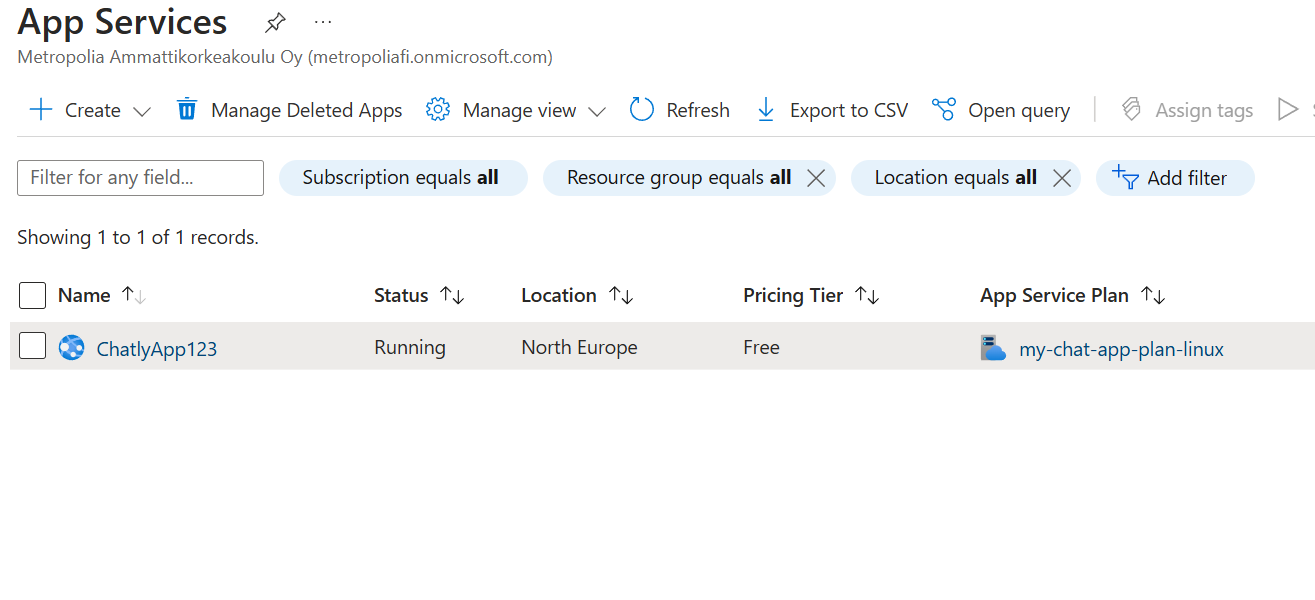 App Services
Metropolia Ammattikorkeakoulu Oy (metropoliafi.onmicrosoft.com)
Create Manage Deleted Apps Manage view Refresh Export to CSV Open query Assign tags
Filter for any field... Subscription equals all Resource group equals all Location equals all Add filter
Showing 1 to 1 of 1 records.
Name Status Location Pricing Tier App Service Plan
ChatlyApp123 Running North Europe Free my-chat-app-plan-linux